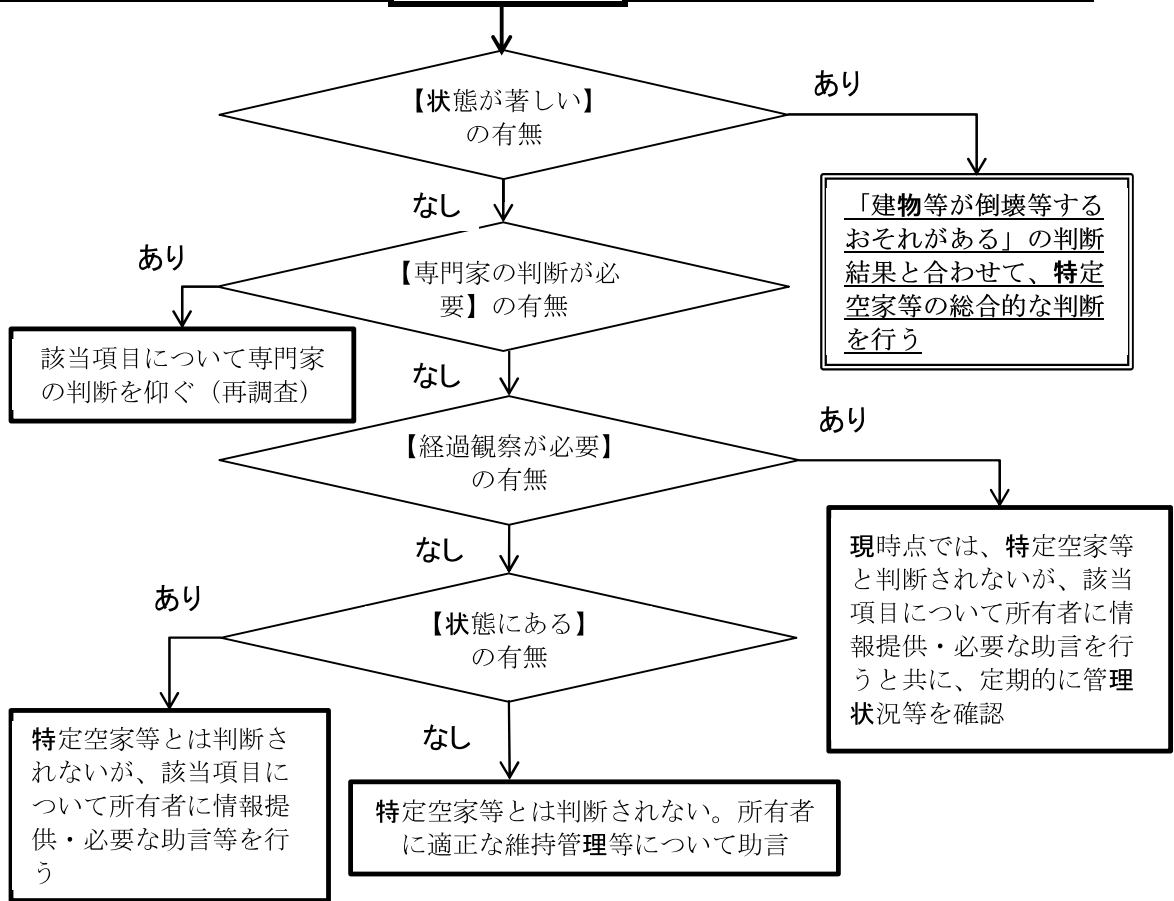 【状態が著しい】
の有無
あり
「建物等が倒壊等する
おそれがある」の判断
結果と合わせて、特定
空家等の総合的な判断
を行う
なし
【専門家の判断が必
要】の有無
あり
該当項目について専門家
の判断を仰ぐ（再調査）
なし
【経過観察が必要】
の有無
あり
現時点では、特定空家等
と判断されないが、該当
項目について所有者に情
報提供・必要な助言を行
うと共に、定期的に管理
状況等を確認
なし
【状態にある】
の有無
あり
特定空家等とは判断さ
れないが、該当項目に
ついて所有者に情報提
供・必要な助言等を行
う
なし
特定空家等とは判断されない。所有者
に適正な維持管理等について助言